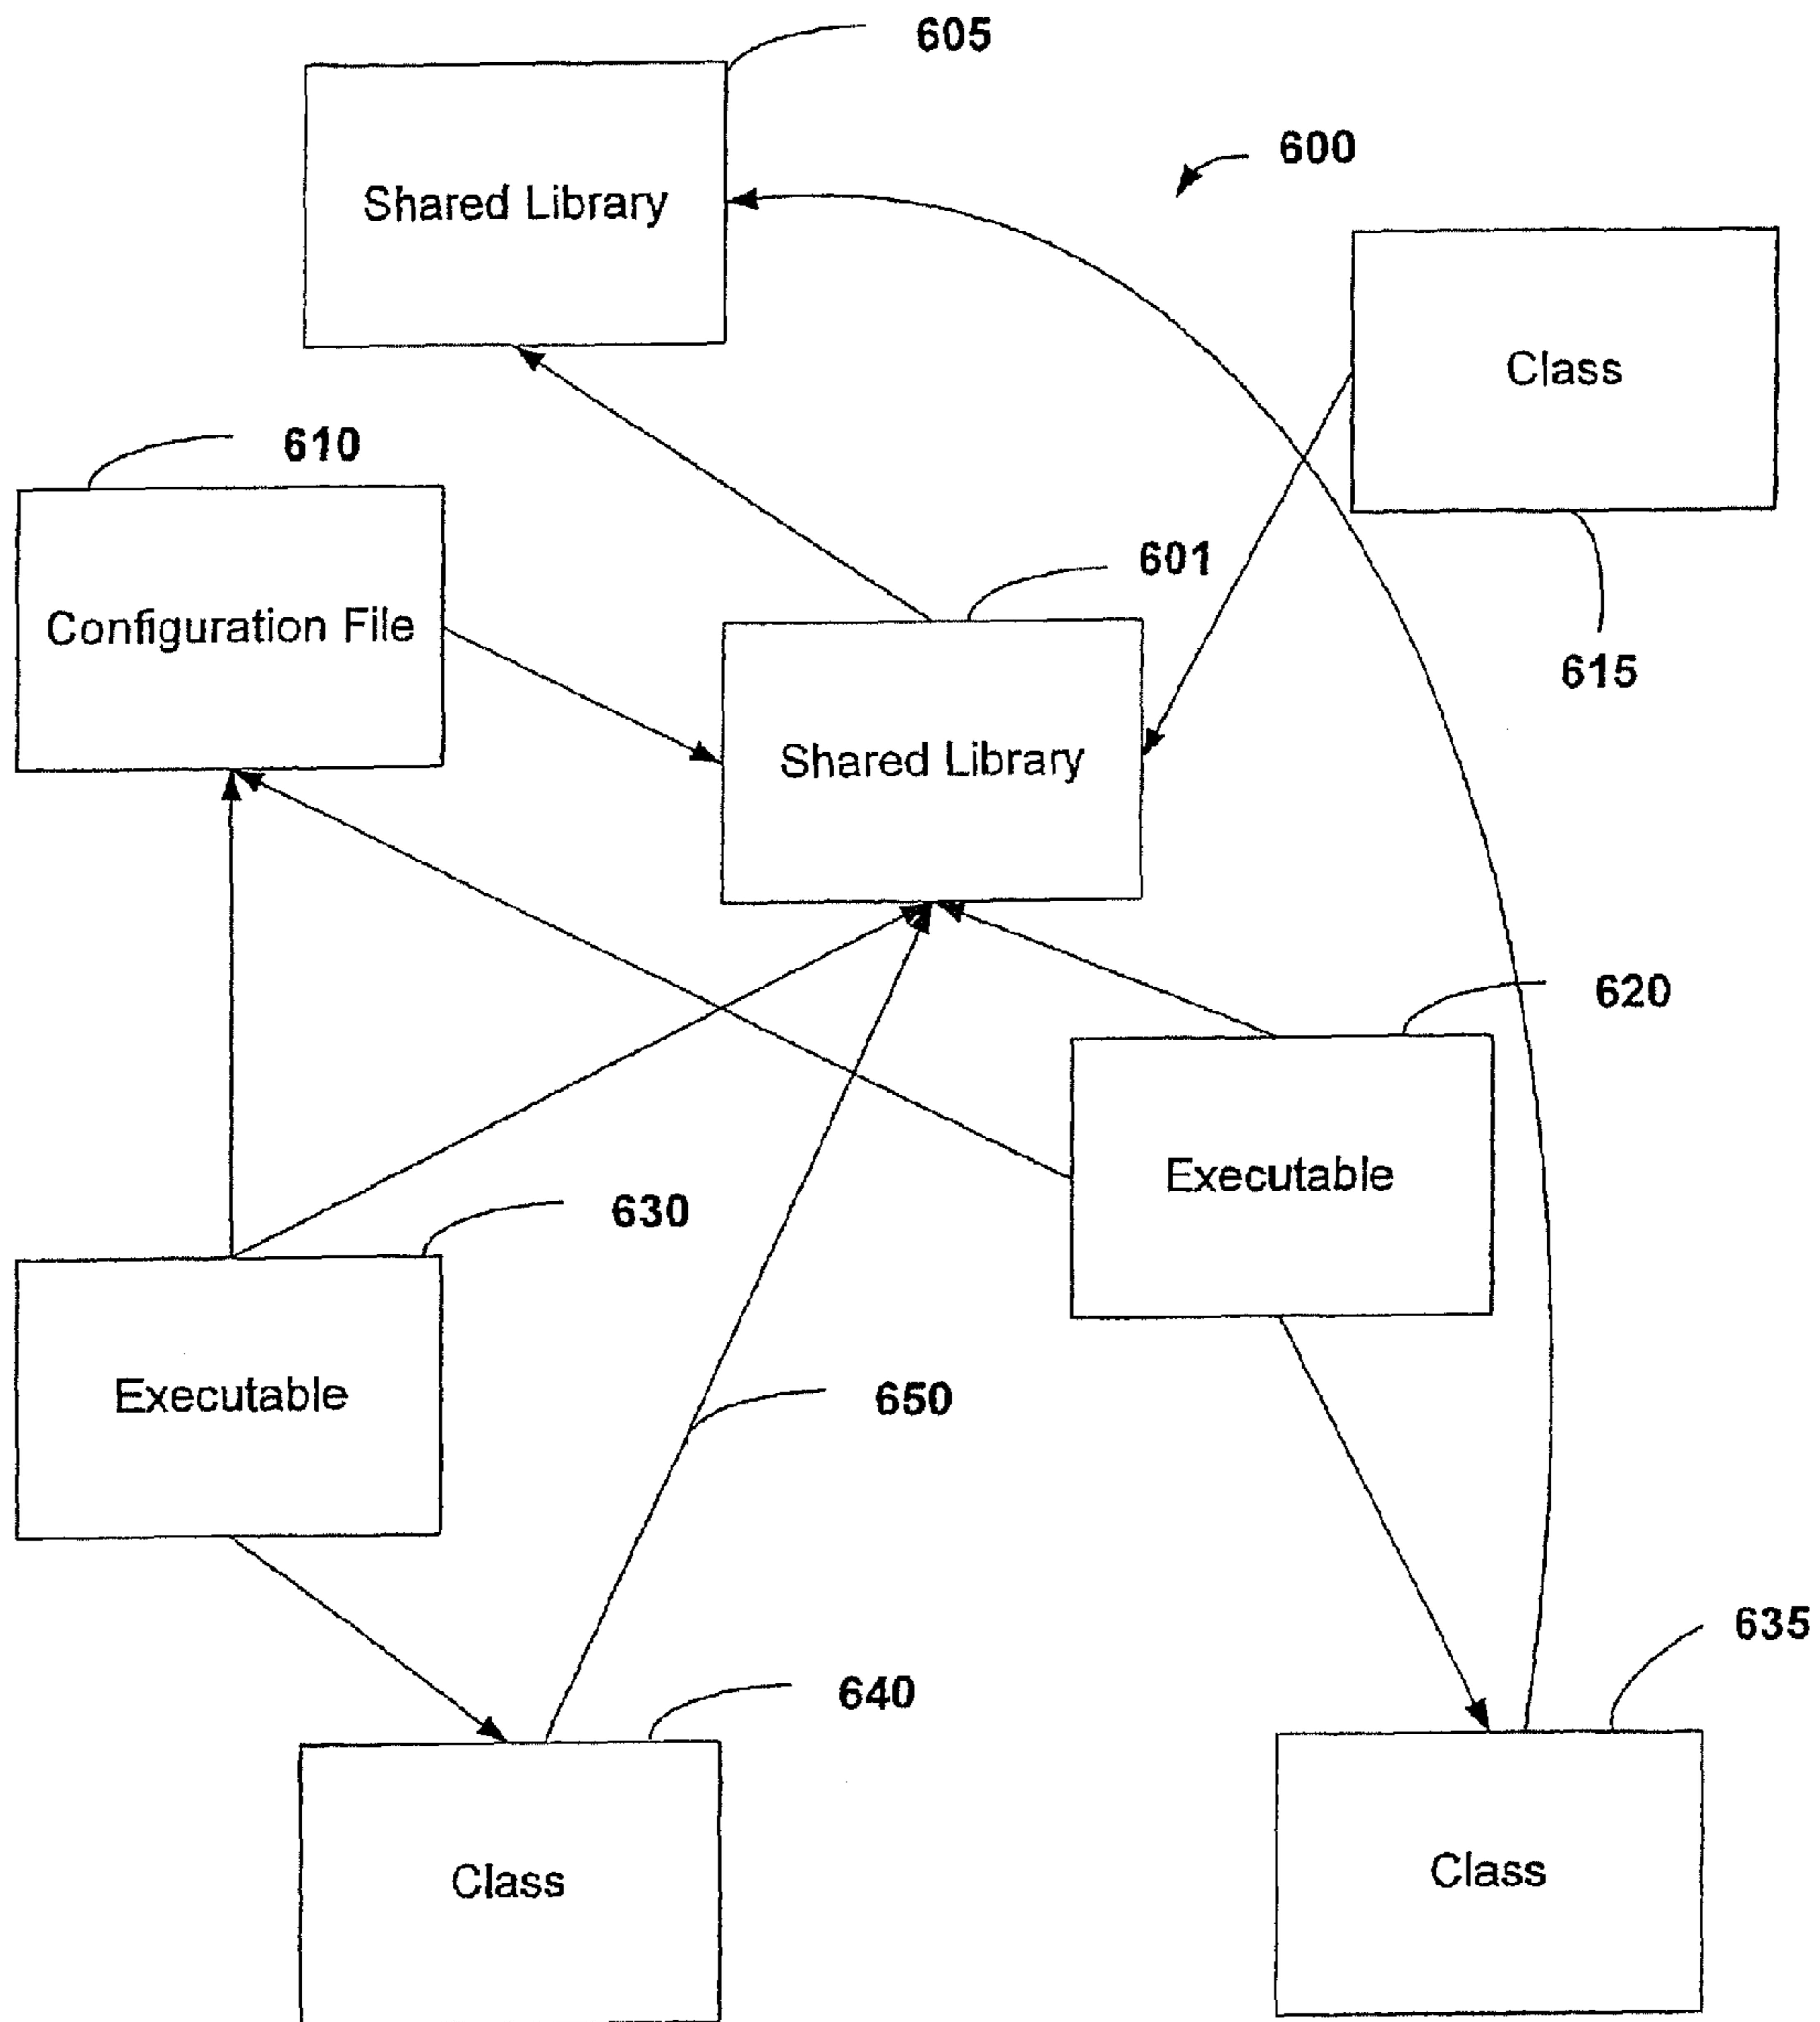 605
600
Shared Library
Class
610
601
615
Configuration File
Shared Library
620
Executable
630
Executable
650
635
640
Class
Class